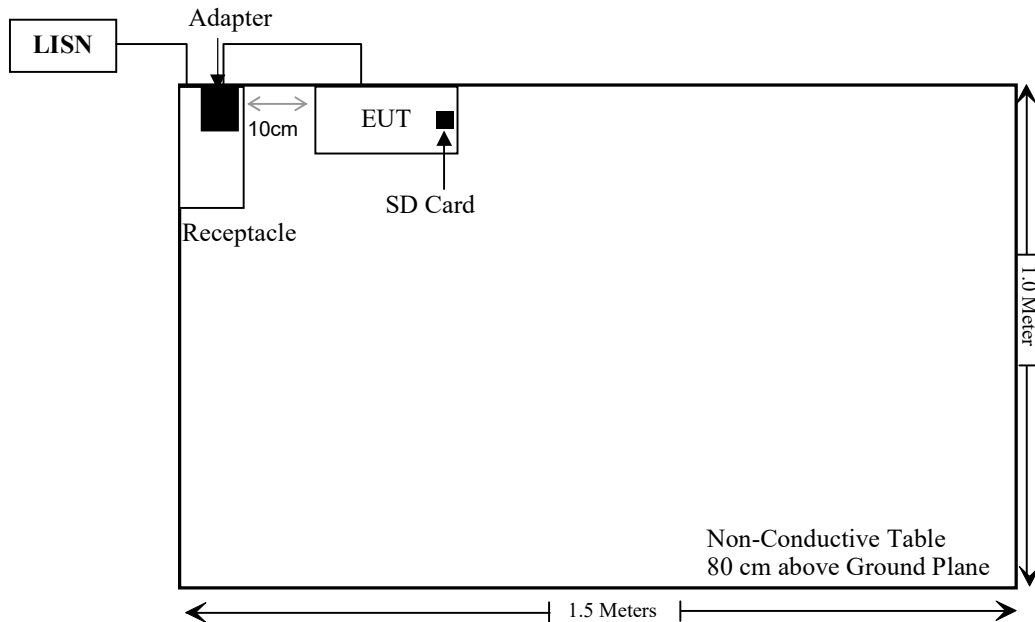 Adapter
LISN
10cm
EUT
SD Card
Receptacle
1.0 Meter
Non-Conductive Table
80 cm above Ground Plane
1.5 Meters